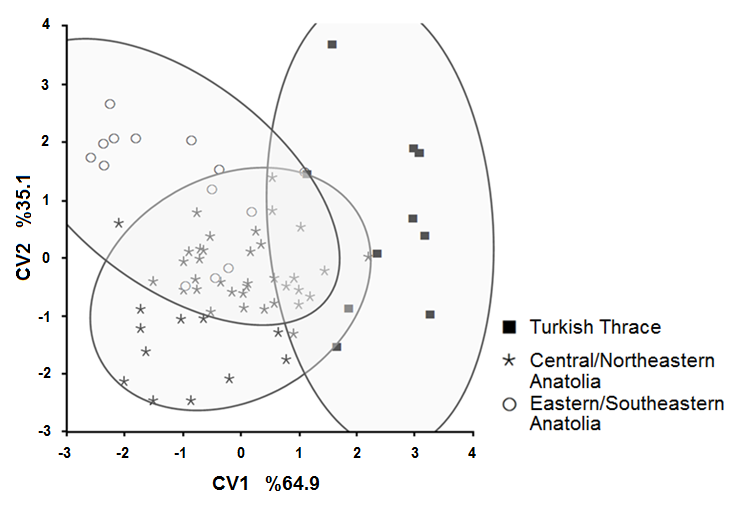 4
3
2
1
0
-1
-2
-3
CV2 %35.1
-3 -2 -1 0 1 2 3 4
CV1 %64.9
Turkish Thrace
Central/Northeastern
Anatolia
Eastern/Southeastern
Anatolia